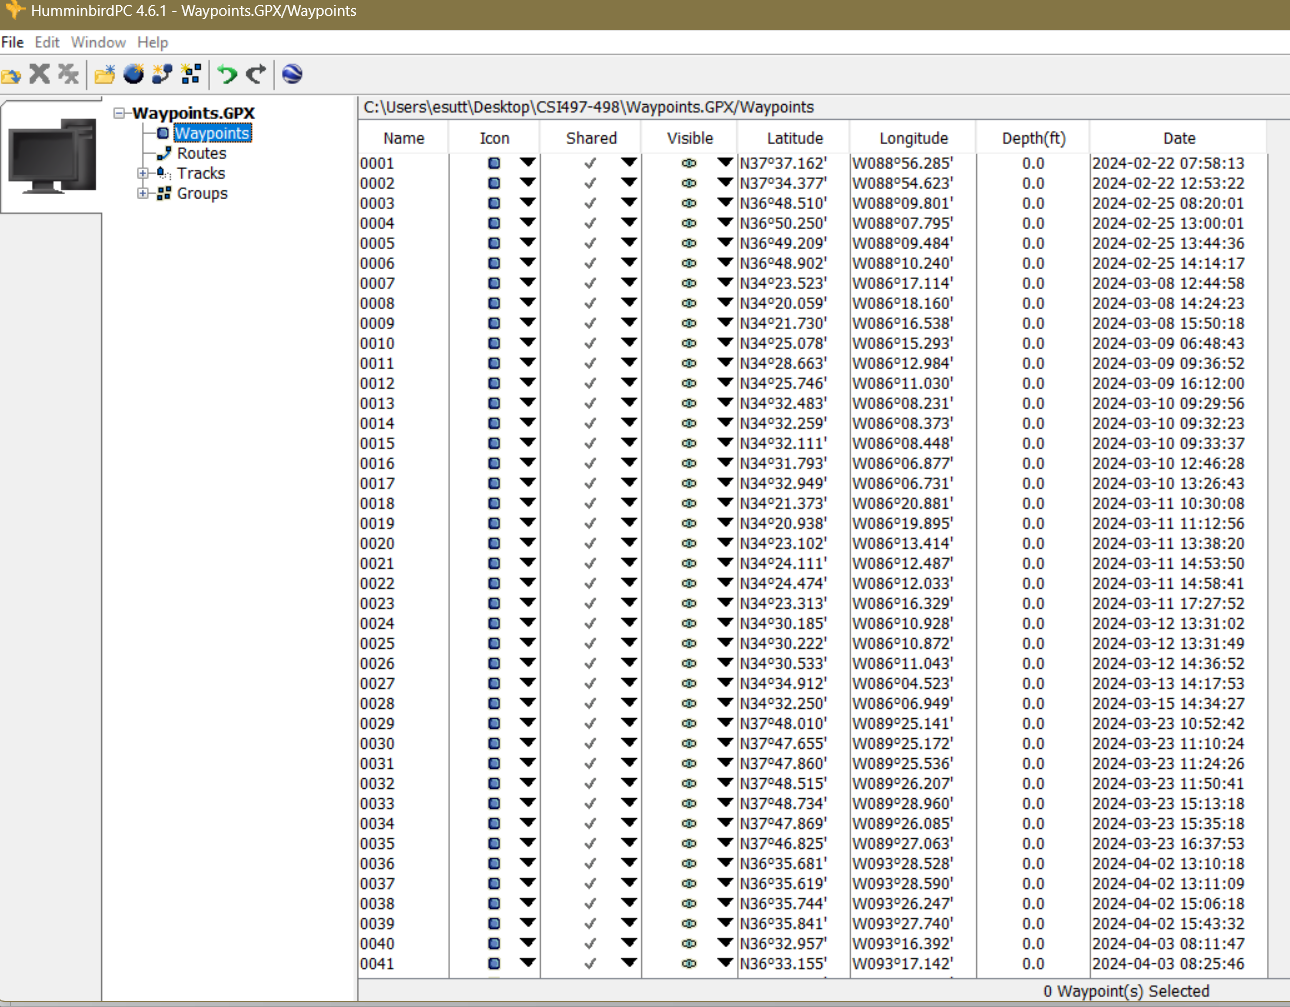 HumminbirdPC 4.6.1 - Waypoints.GPX/Waypoints
File Edit Window Help
Waypoints.GPX
Waypoints
Routes
Tracks
Groups
C:\Users\esutt\Desktop\CSI497-498\Waypoints.GPX/Waypoints
Name Icon Shared Visible Latitude Longitude Depth(ft) Date
0001 N37°37.162' W088°56.285' 0.0 2024-02-22 07:58:13
0002 N37°34.377' W088°54.623' 0.0 2024-02-22 12:53:22
0003 N36°48.510' W088°09.801' 0.0 2024-02-25 08:20:01
0004 N36°50.250' W088°07.795' 0.0 2024-02-25 13:00:01
0005 N36°49.209' W088°09.484' 0.0 2024-02-25 13:44:36
0006 N36°48.902' W088°10.240' 0.0 2024-02-25 14:14:17
0007 N34°23.523' W086°17.114' 0.0 2024-03-08 12:44:58
0008 N34°20.059' W086°18.160' 0.0 2024-03-08 14:24:23
0009 N34°21.730' W086°16.538' 0.0 2024-03-08 15:50:18
0010 N34°25.078' W086°15.293' 0.0 2024-03-09 06:48:43
0011 N34°28.663' W086°12.984' 0.0 2024-03-09 09:36:52
0012 N34°25.746' W086°11.030' 0.0 2024-03-09 16:12:00
0013 N34°32.483' W086°08.231' 0.0 2024-03-10 09:29:56
0014 N34°32.259' W086°08.373' 0.0 2024-03-10 09:32:23
0015 N34°32.111' W086°08.448' 0.0 2024-03-10 09:33:37
0016 N34°31.793' W086°06.877' 0.0 2024-03-10 12:46:28
0017 N34°32.949' W086°06.731' 0.0 2024-03-10 13:26:43
0018 N34°21.373' W086°20.881' 0.0 2024-03-11 10:30:08
0019 N34°20.938' W086°19.895' 0.0 2024-03-11 11:12:56
0020 N34°23.102' W086°13.414' 0.0 2024-03-11 13:38:20
0021 N34°24.111' W086°12.487' 0.0 2024-03-11 14:53:50
0022 N34°24.474' W086°12.033' 0.0 2024-03-11 14:58:41
0023 N34°23.313' W086°16.329' 0.0 2024-03-11 17:27:52
0024 N34°30.185' W086°10.928' 0.0 2024-03-12 13:31:02
0025 N34°30.222' W086°10.872' 0.0 2024-03-12 13:31:49
0026 N34°30.533' W086°11.043' 0.0 2024-03-12 14:36:52
0027 N34°34.912' W086°04.523' 0.0 2024-03-13 14:17:53
0028 N34°32.250' W086°06.949' 0.0 2024-03-15 14:34:27
0029 N37°48.010' W089°25.141' 0.0 2024-03-23 10:52:42
0030 N37°47.655' W089°25.172' 0.0 2024-03-23 11:10:24
0031 N37°47.860' W089°25.536' 0.0 2024-03-23 11:24:26
0032 N37°48.515' W089°26.207' 0.0 2024-03-23 11:50:41
0033 N37°48.734' W089°28.960' 0.0 2024-03-23 15:13:18
0034 N37°47.869' W089°26.085' 0.0 2024-03-23 15:35:18
0035 N37°46.825' W089°27.063' 0.0 2024-03-23 16:37:53
0036 N36°35.681' W093°28.528' 0.0 2024-04-02 13:10:18
0037 N36°35.619' W093°28.590' 0.0 2024-04-02 13:11:09
0038 N36°35.744' W093°26.247' 0.0 2024-04-02 15:06:18
0039 N36°35.841' W093°27.740' 0.0 2024-04-02 15:43:32
0040 N36°32.957' W093°16.392' 0.0 2024-04-03 08:11:47
0041 N36°33.155' W093°17.142' 0.0 2024-04-03 08:25:46
0 Waypoint(s) Selected